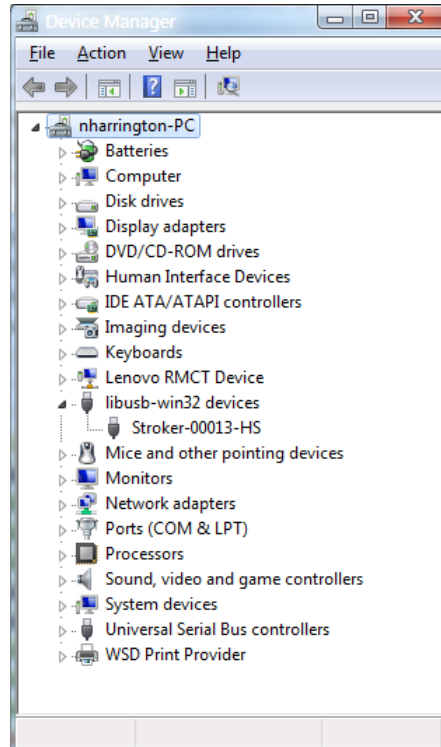 Device Manager
File Action View Help
nharrington-PC
Batteries
Computer
Disk drives
Display adapters
DVD/CD-ROM drives
Human Interface Devices
IDE ATA/ATAPI controllers
Imaging devices
Keyboards
Lenovo RMCT Device
libusb-win32 devices
Stroker-00013-HS
Mice and other pointing devices
Monitors
Network adapters
Ports (COM & LPT)
Processors
Sound, video and game controllers
System devices
Universal Serial Bus controllers
WSD Print Provider